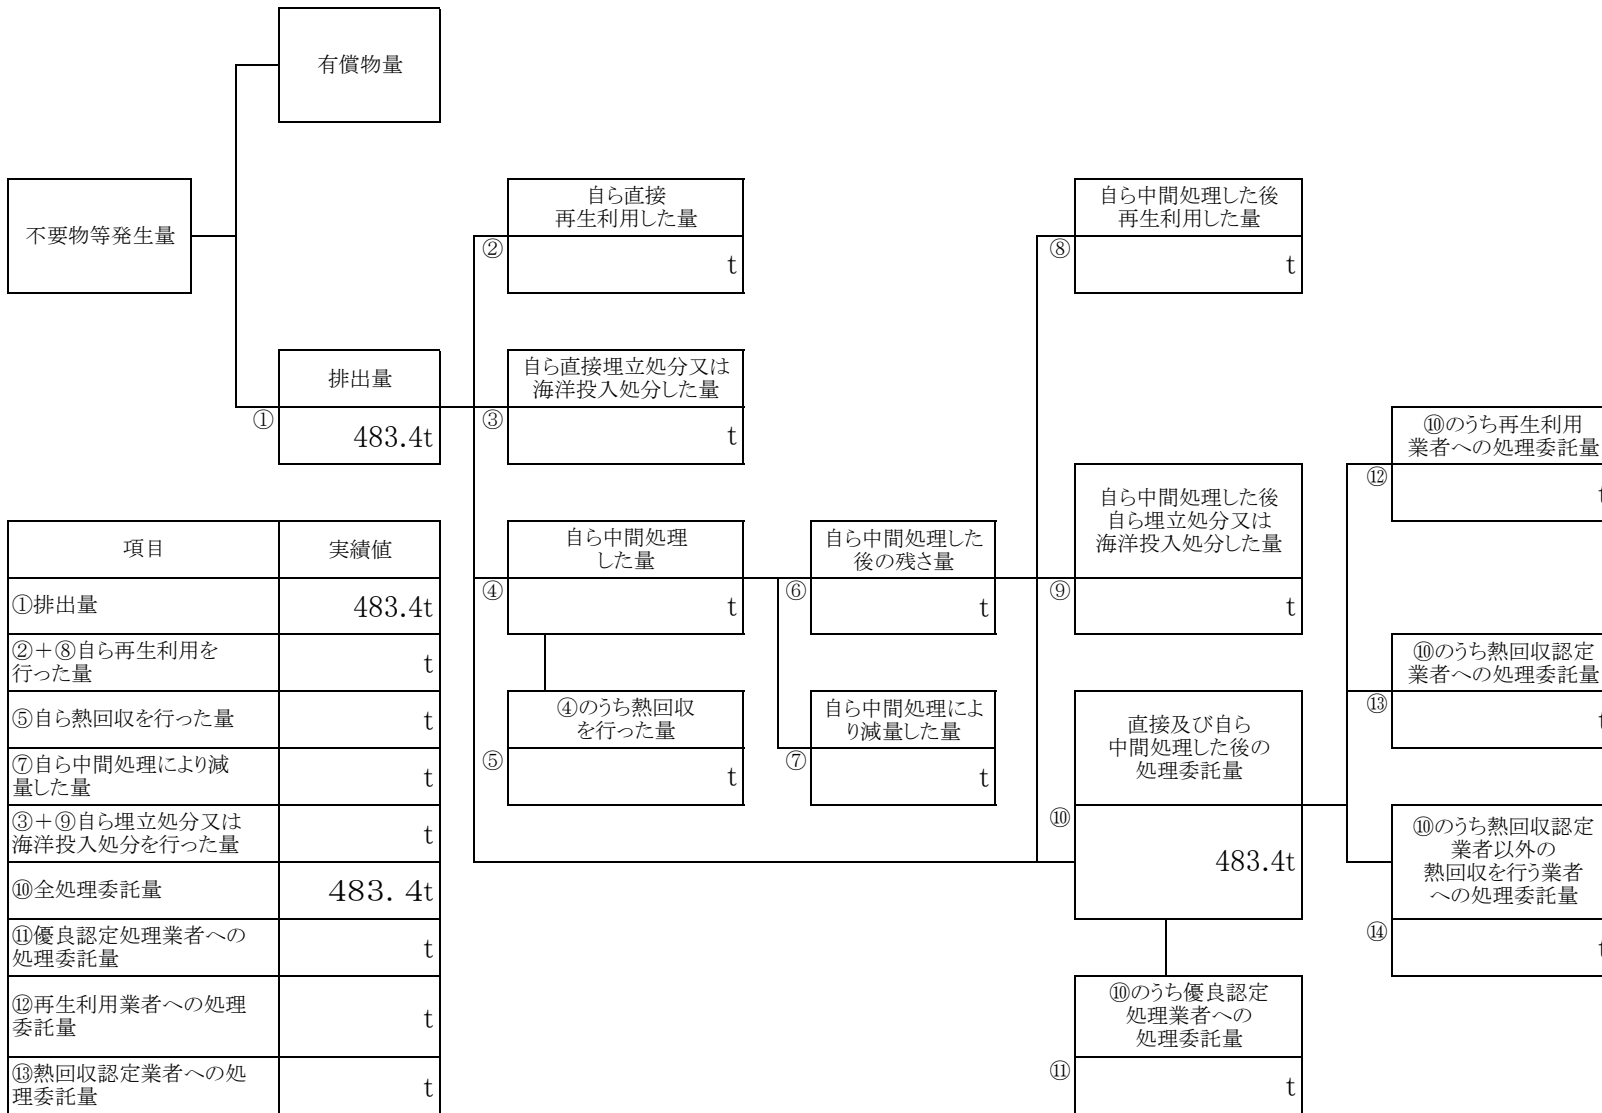 有償物量
不要物等発生量
自ら直接
再生利用した量
②
t
自ら中間処理した後
再生利用した量
⑧
t
排出量
①
483.4t
自ら直接埋立処分又は
海洋投入処分した量
③
t
⑩のうち再生利用
業者への処理委託量
⑫
t
自ら中間処理
した量
④
t
自ら中間処理した
後の残さ量
⑥
t
自ら中間処理した後
自ら埋立処分又は
海洋投入処分した量
⑨
t
⑩のうち熱回収認定
業者への処理委託量
⑬
t
④のうち熱回収
を行った量
⑤
t
自ら中間処理によ
り減量した量
⑦
t
直接及び自ら
中間処理した後の
処理委託量
⑩
483.4t
⑩のうち熱回収認定
業者以外の
熱回収を行う業者
への処理委託量
⑭
t
⑩のうち優良認定
処理業者への
処理委託量
⑪
t
項目 実績値
①排出量 483.4t
②+⑧自ら再生利用を
行った量 t
⑤自ら熱回収を行った量 t
⑦自ら中間処理により減
量した量 t
③+⑨自ら埋立処分又は
海洋投入処分を行った量 t
⑩全処理委託量 483.4t
⑪優良認定処理業者への
処理委託量 t
⑫再生利用業者への処理
委託量 t
⑬熱回収認定業者への処
理委託量 t